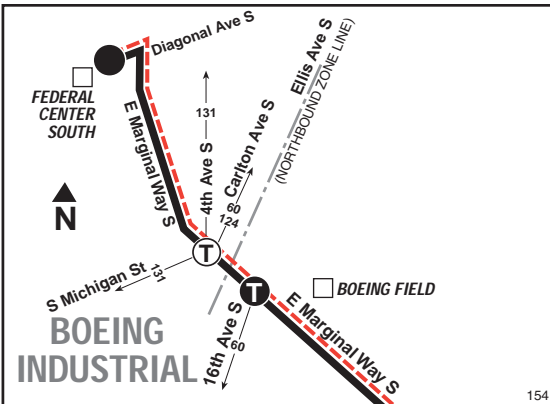 Diagonal Ave S
FEDERAL
CENTER
SOUTH
E Marginal Way S
131
4th Ave S
Carlton Ave S
60
124
Ellis Ave S
(NORTHBOUND ZONE LINE)
N
T
S Michigan St
131
T
BOEING FIELD
BOEING
INDUSTRIAL
16th Ave S
60
E Marginal Way S
154